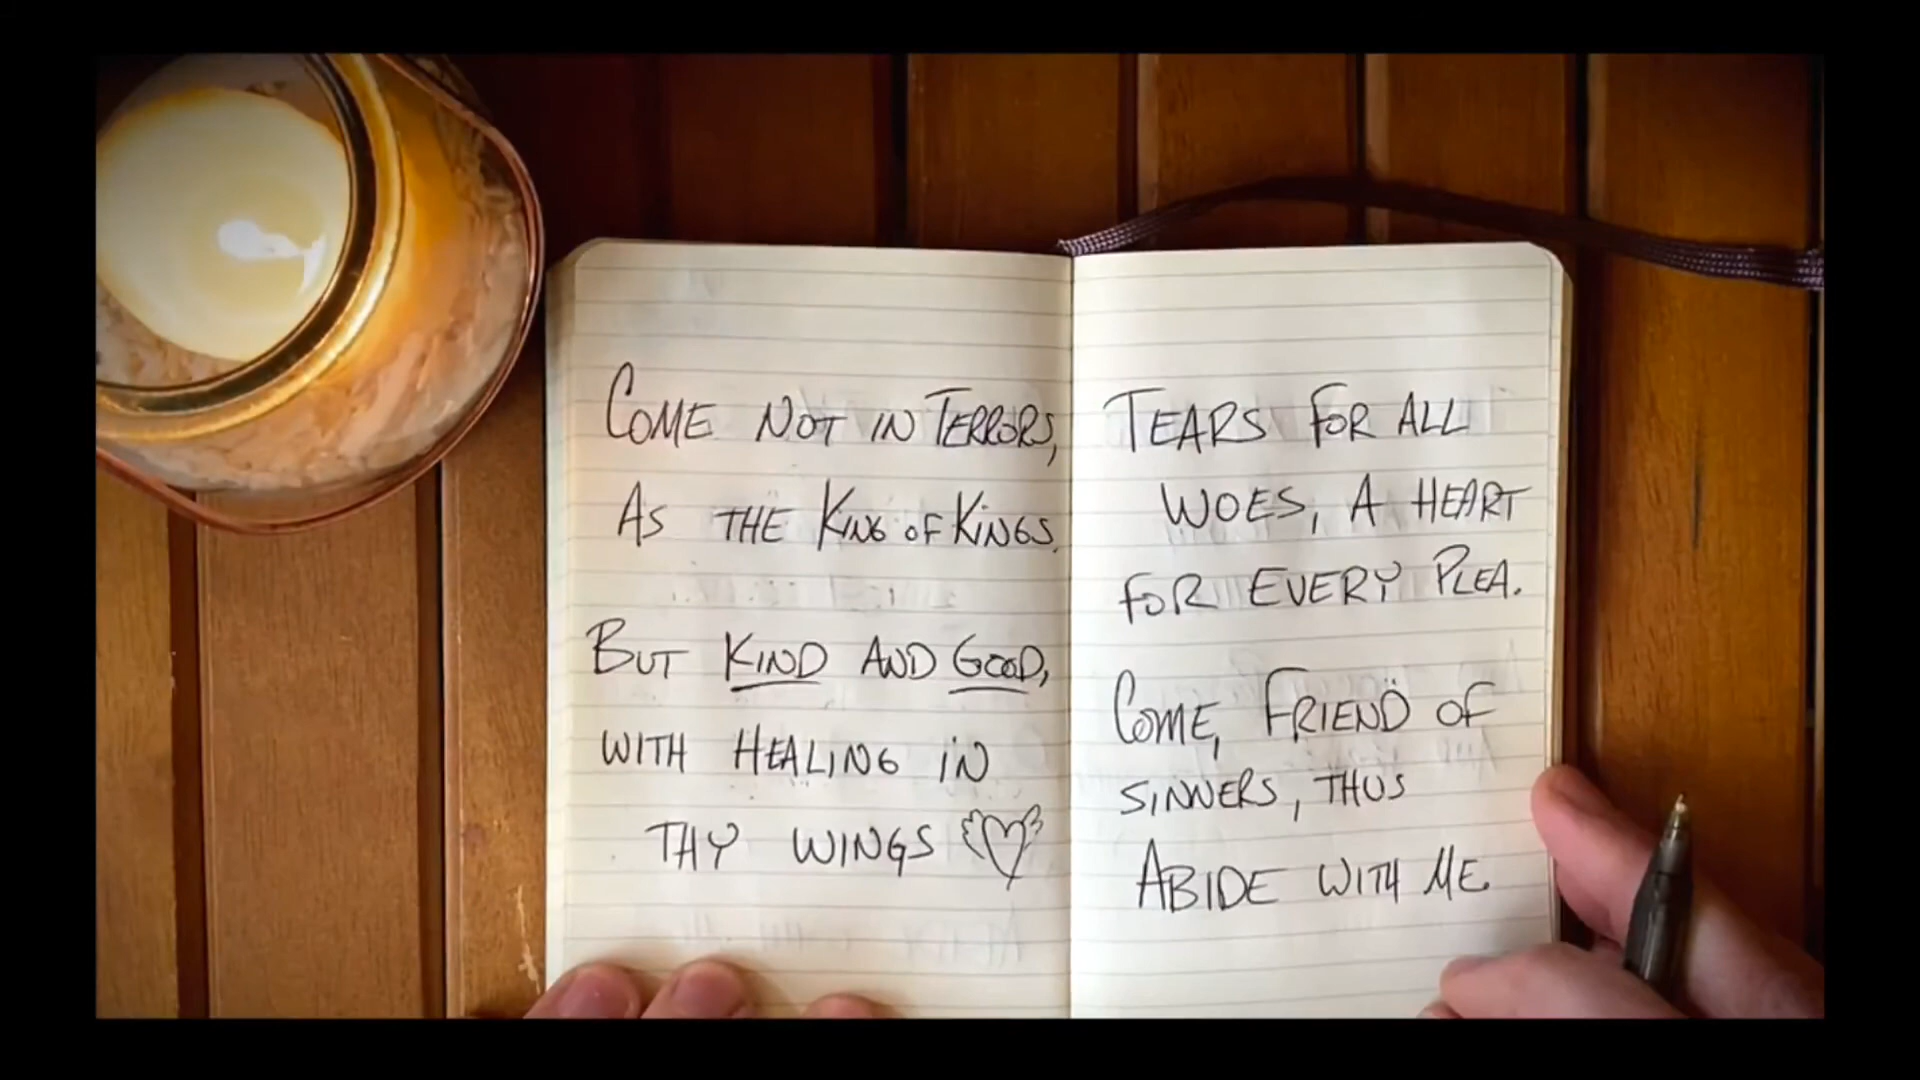 COME NOT IN TERRORS,
AS THE KING OF KINGS.
BUT KIND AND GOOD,
WITH HEALING IN
THY WINGS
TEARS FOR ALL
WOES, A HEART
FOR EVERY PLEA.
COME, FRIEND OF
SINNERS, THUS
ABIDE WITH ME.